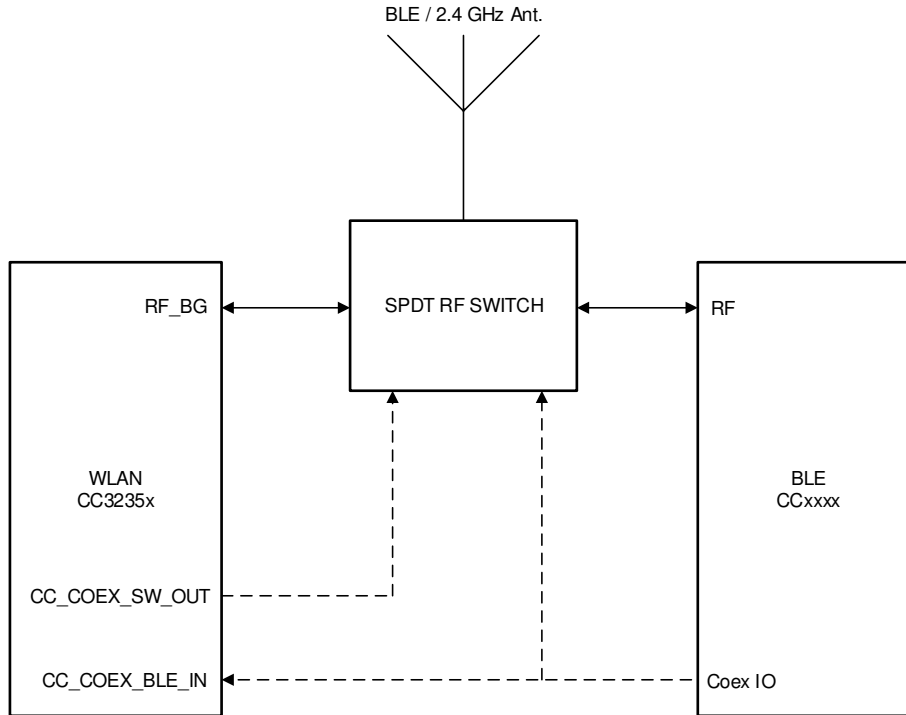 BLE / 2.4 GHz Ant.
RF_BG
SPDT RF SWITCH
RF
WLAN
CC3235x
BLE
CCxxxx
CC_COEX_SW_OUT
CC_COEX_BLE_IN
Coex IO